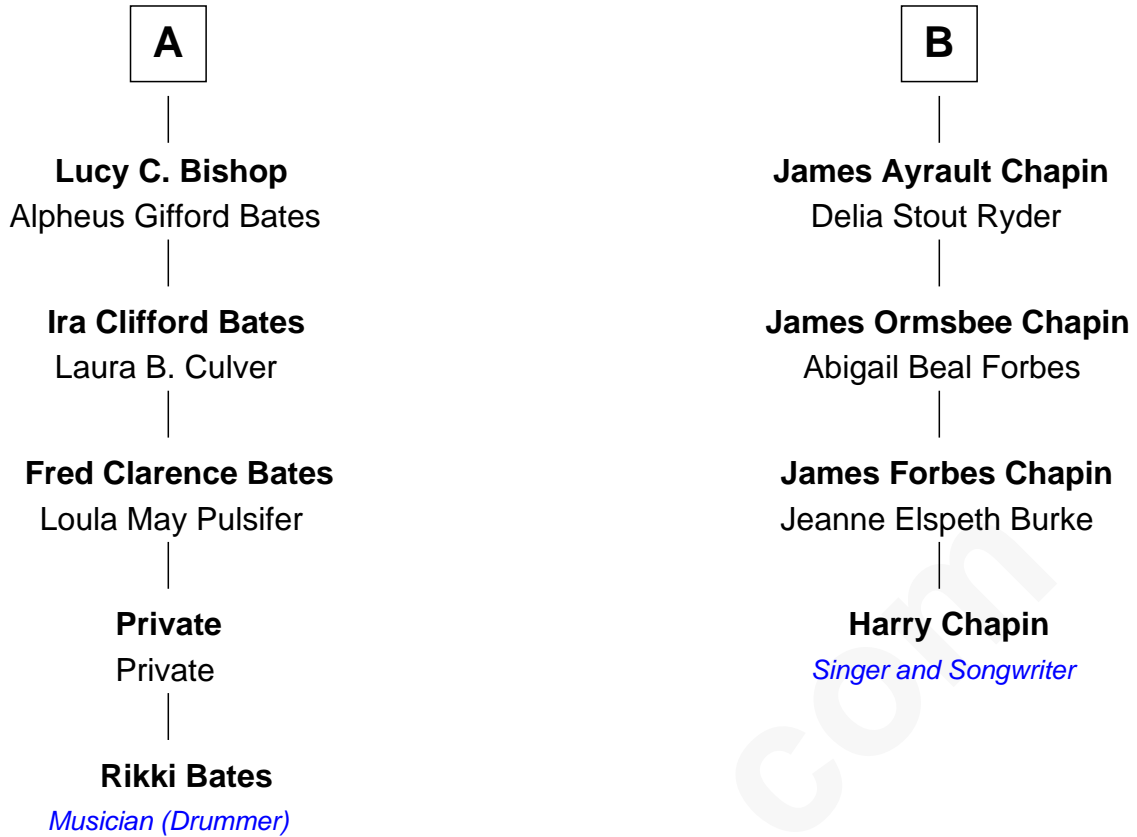 A
B
Lucy C. Bishop
Alpheus Gifford Bates
James Ayrault Chapin
Delia Stout Ryder
Ira Clifford Bates
Laura B. Culver
James Ormsbee Chapin
Abigail Beal Forbes
Fred Clarence Bates
Loula May Pulsifer
James Forbes Chapin
Jeanne Elspeth Burke
Private
Private
Harry Chapin
Singer and Songwriter
Rikki Bates
Musician (Drummer)
com